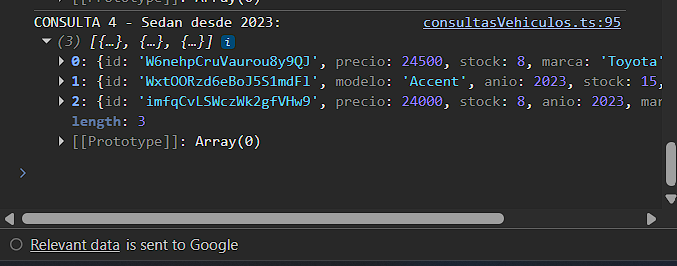 [[Prototype]]: Array(0)
CONSULTA 4 - Sedan desde 2023: consultasVehiculos.ts:95
(3) [{…}, {…}, {…}] i
0: {id: 'W6nehpCruVaurou8y9QJ', precio: 24500, stock: 8, marca: 'Toyota'
1: {id: 'WxtOORzd6eBoJ5S1mdFl', modelo: 'Accent', anio: 2023, stock: 15,
2: {id: 'imfqCvLSWczWk2gfVHw9', precio: 24000, stock: 8, anio: 2023, mar
length: 3
[[Prototype]]: Array(0)
Relevant data is sent to Google